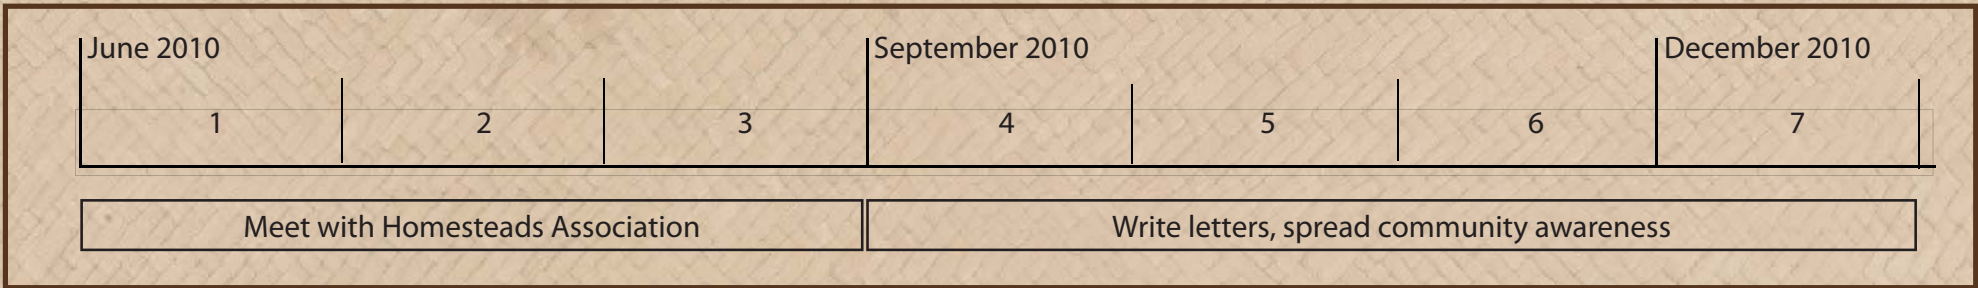 June 2010 September 2010 December 2010
1 2 3 4 5 6 7
Meet with Homesteads Association Write letters, spread community awareness